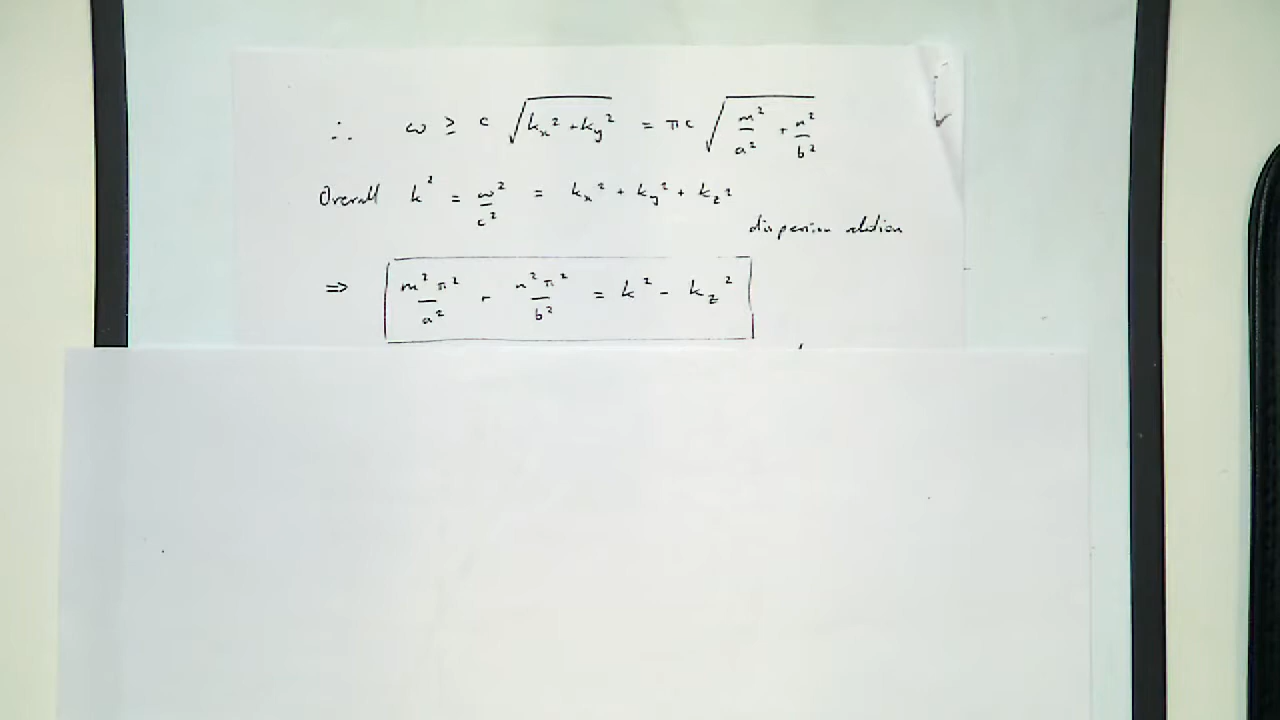 ∴ ω ≥ c √(kx² + ky²) = πc √(m²/a² + n²/b²)
Overall k² = ω²/c² = kx² + ky² + kz²
dispersion relation
⇒ m²π²/a² + n²π²/b² = k² - kz²